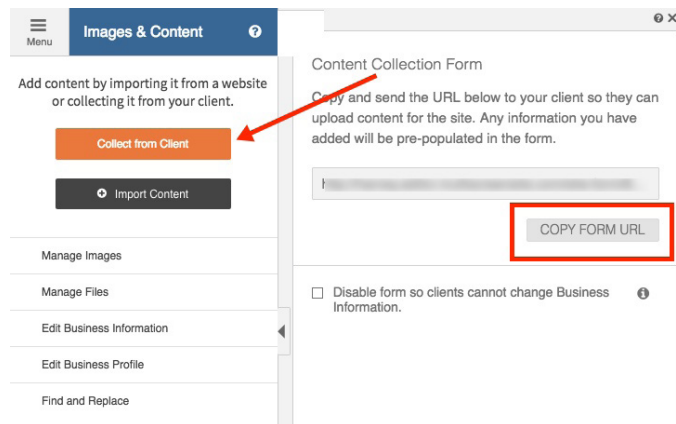 Menu
Images & Content
Add content by importing it from a website
or collecting it from your client.
Collect from Client
Import Content
Manage Images
Manage Files
Edit Business Information
Edit Business Profile
Find and Replace
Content Collection Form
Copy and send the URL below to your client so they can
upload content for the site. Any information you have
added will be pre-populated in the form.
COPY FORM URL
Disable form so clients cannot change Business
Information.